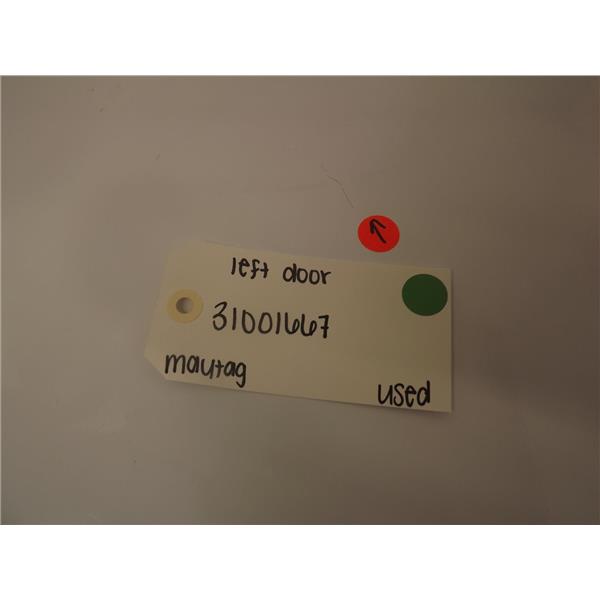 left door
31001667
maytag
used